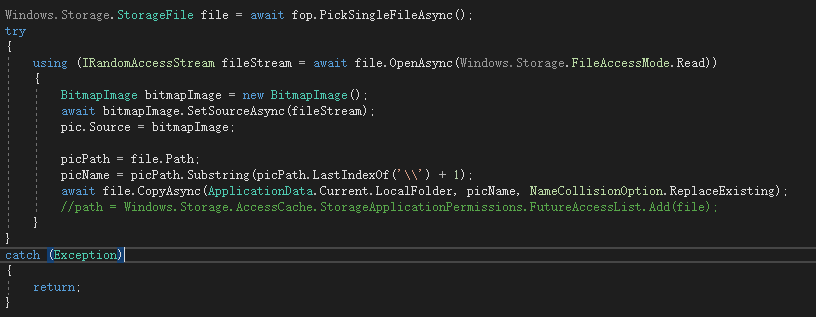 Windows.Storage.StorageFile file = await fop.PickSingleFileAsync();
try
{
    using (IRandomAccessStream fileStream = await file.OpenAsync(Windows.Storage.FileAccessMode.Read))
    {
        BitmapImage bitmapImage = new BitmapImage();
        await bitmapImage.SetSourceAsync(fileStream);
        pic.Source = bitmapImage;

        picPath = file.Path;
        picName = picPath.Substring(picPath.LastIndexOf('\\') + 1);
        await file.CopyAsync(ApplicationData.Current.LocalFolder, picName, NameCollisionOption.ReplaceExisting);
        //path = Windows.Storage.AccessCache.StorageApplicationPermissions.FutureAccessList.Add(file);
    }
}
catch (Exception)
{
    return;
}